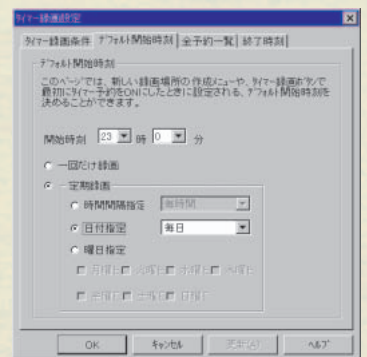 タイマー録画設定
タイマー録画条件 デフォルト開始時刻 全予約一覧 終了時刻
デフォルト開始時刻
このページでは、新しい録画場所の作成メニューや、タイマー録画ボタンで
最初にタイマー予約をONにしたときに設定される、デフォルト開始時刻を
決めることができます。
開始時刻 23 時 0 分
一回だけ録画
定期録画
時間間隔指定 毎時間
日付指定 毎日
曜日指定
月曜日 火曜日 水曜日 木曜日
金曜日 土曜日 日曜日
OK キャンセル 更新(A) ヘルプ